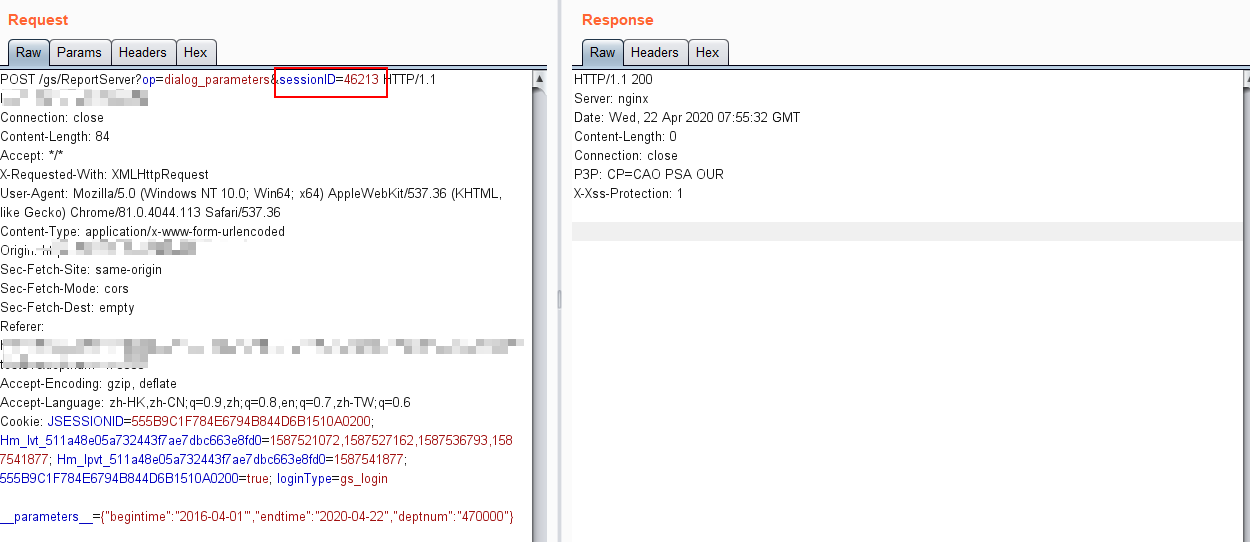 Request
Raw Params Headers Hex
POST /gs/ReportServer?op=dialog_parameters&sessionID=46213 HTTP/1.1
Connection: close
Content-Length: 84
Accept: */*
X-Requested-With: XMLHttpRequest
User-Agent: Mozilla/5.0 (Windows NT 10.0; Win64; x64) AppleWebKit/537.36 (KHTML,
like Gecko) Chrome/81.0.4044.113 Safari/537.36
Content-Type: application/x-www-form-urlencoded
Origin:
Sec-Fetch-Site: same-origin
Sec-Fetch-Mode: cors
Sec-Fetch-Dest: empty
Referer:
Accept-Encoding: gzip, deflate
Accept-Language: zh-HK,zh-CN;q=0.9,zh;q=0.8,en;q=0.7,zh-TW;q=0.6
Cookie: JSESSIONID=555B9C1F784E6794B844D6B1510A0200;
Hm_lvt_511a48e05a732443f7ae7dbc663e8fd0=1587521072,1587527162,1587536793,158
7541877; Hm_lpvt_511a48e05a732443f7ae7dbc663e8fd0=1587541877;
555B9C1F784E6794B844D6B1510A0200=true; loginType=gs_login
__parameters__={"begintime":"2016-04-01'","endtime":"2020-04-22","deptnum":"470000"}
Response
Raw Headers Hex
HTTP/1.1 200
Server: nginx
Date: Wed, 22 Apr 2020 07:55:32 GMT
Content-Length: 0
Connection: close
P3P: CP=CAO PSA OUR
X-Xss-Protection: 1